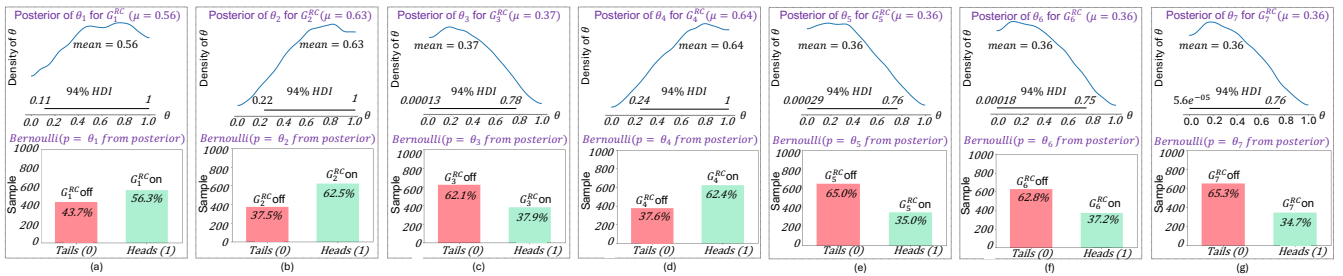 Posterior of θ₁ for G₁ᴿᶜ(μ = 0.56)
Density of θ
mean = 0.56
94% HDI
0.11 1
0.0 0.2 0.4 0.6 0.8 1.0 θ
Bernoulli(p = θ₁ from posterior)
Sample
1000
800
600
400
200
0
G₁ᴿᶜ off
43.7%
G₁ᴿᶜ on
56.3%
Tails (0) Heads (1)
(a)
Posterior of θ₂ for G₂ᴿᶜ(μ = 0.63)
mean = 0.63
94% HDI
0.22 1
0.0 0.2 0.4 0.6 0.8 1.0
Bernoulli(p = θ₂ from posterior)
1000
800
600
400
200
0
G₂ᴿᶜ off
37.5%
G₂ᴿᶜ on
62.5%
Tails (0) Heads (1)
(b)
Posterior of θ₃ for G₃ᴿᶜ(μ = 0.37)
Density of θ
mean = 0.37
94% HDI
0.00013 0.78
0.0 0.2 0.4 0.6 0.8 1.0 θ
Bernoulli(p = θ₃ from posterior)
Sample
1000
800
600
400
200
0
G₃ᴿᶜ off
62.1%
G₃ᴿᶜ on
37.9%
Tails (0) Heads (1)
(c)
Posterior of θ₄ for G₄ᴿᶜ(μ = 0.64)
mean = 0.64
94% HDI
0.24 1
0.0 0.2 0.4 0.6 0.8 1.0
Bernoulli(p = θ₄ from posterior)
1000
800
600
400
200
0
G₄ᴿᶜ off
37.6%
G₄ᴿᶜ on
62.4%
Tails (0) Heads (1)
(d)
Posterior of θ₅ for G₅ᴿᶜ(μ = 0.36)
Density of θ
mean = 0.36
94% HDI
0.00029 0.76
0.0 0.2 0.4 0.6 0.8 1.0 θ
Bernoulli(p = θ₅ from posterior)
Sample
1000
800
600
400
200
0
G₅ᴿᶜ off
65.0%
G₅ᴿᶜ on
35.0%
Tails (0) Heads (1)
(e)
Posterior of θ₆ for G₆ᴿᶜ(μ = 0.36)
mean = 0.36
94% HDI
0.00018 0.75
0.0 0.2 0.4 0.6 0.8 1.0
Bernoulli(p = θ₆ from posterior)
1000
800
600
400
200
0
G₆ᴿᶜ off
62.8%
G₆ᴿᶜ on
37.2%
Tails (0) Heads (1)
(f)
Posterior of θ₇ for G₇ᴿᶜ(μ = 0.36)
Density of θ
mean = 0.36
94% HDI
5.6e⁻⁰⁵ 0.76
0.0 0.2 0.4 0.6 0.8 1.0 θ
Bernoulli(p = θ₇ from posterior)
Sample
1000
800
600
400
200
0
G₇ᴿᶜ off
65.3%
G₇ᴿᶜ on
34.7%
Tails (0) Heads (1)
(g)